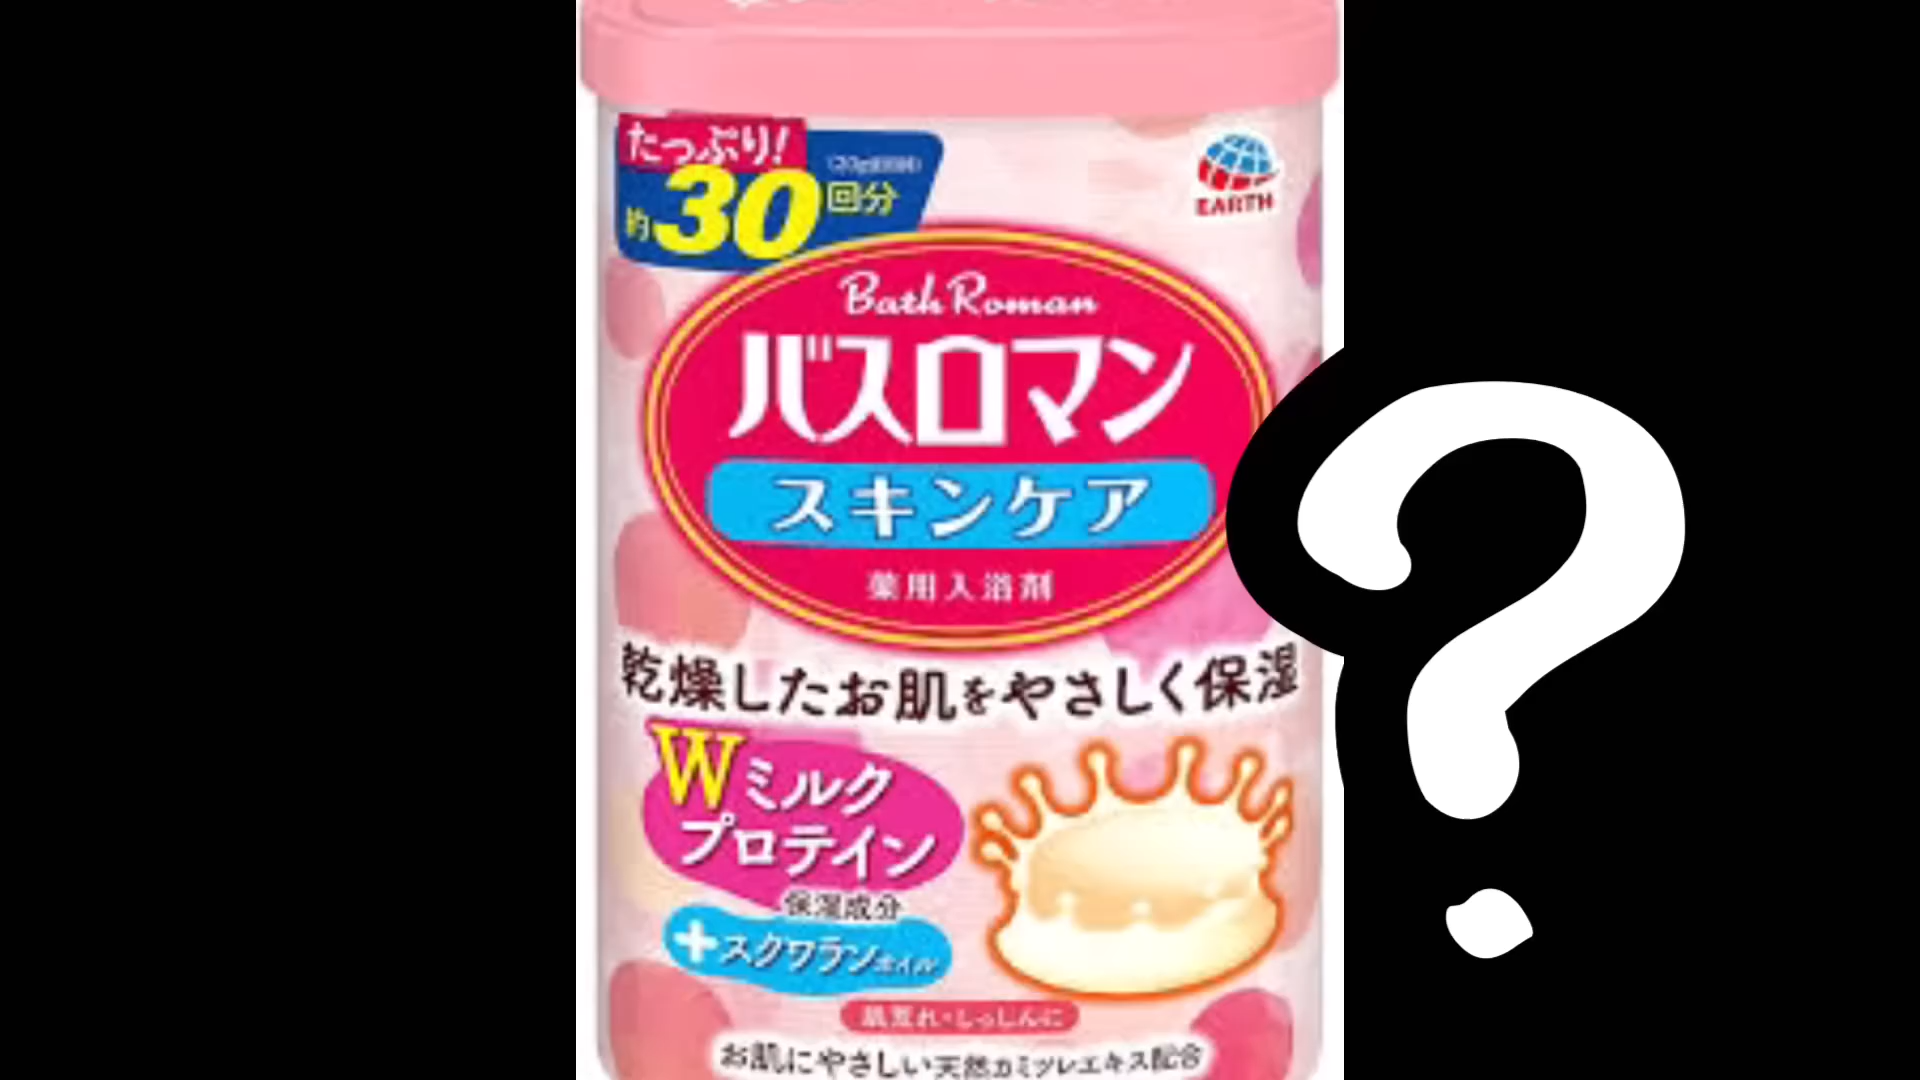 たっぷり!
約30回分
EARTH
Bath Roman
バスロマン
スキンケア
薬用入浴剤
乾燥したお肌をやさしく保湿
Wミルク
プロテイン
保湿成分
+スクワランオイル
肌荒れ・しっしんに
お肌にやさしい天然カミツレエキス配合
?